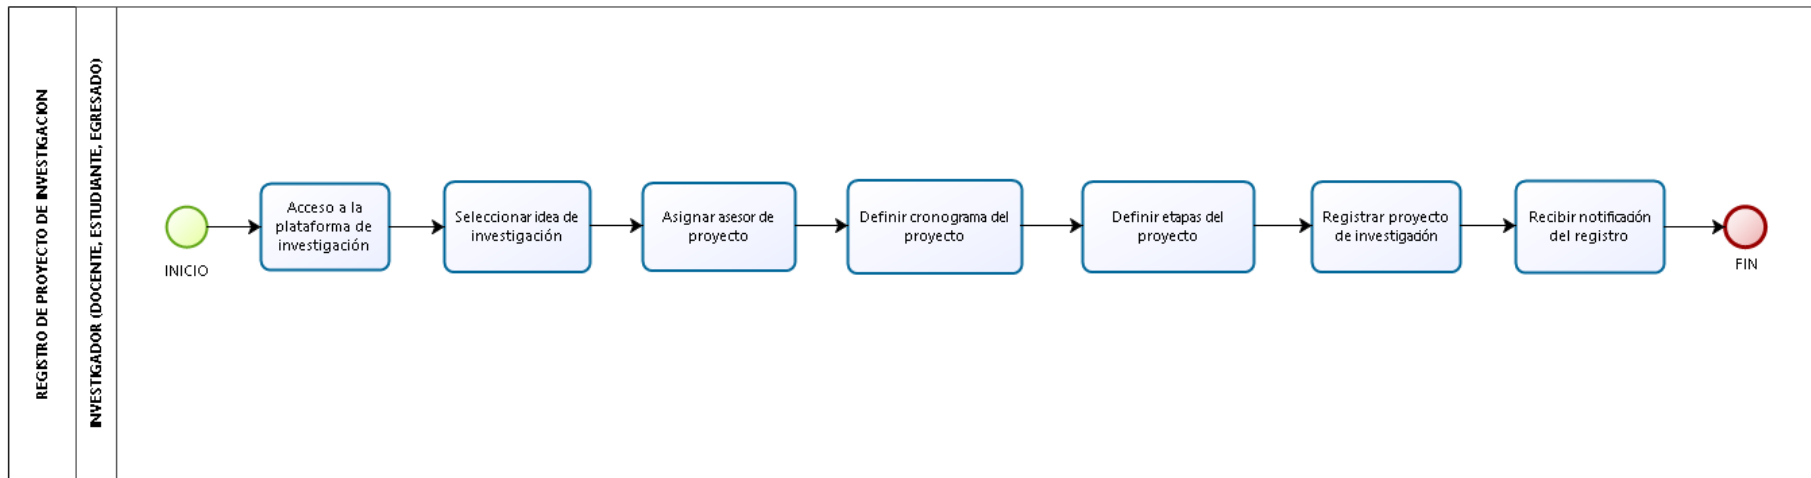 REGISTRO DE PROYECTO DE INVESTIGACION
INVESTIGADOR (DOCENTE, ESTUDIANTE, EGRESADO)
INICIO
Acceso a la
plataforma de
investigación
Seleccionar idea de
investigación
Asignar asesor de
proyecto
Definir cronograma del
proyecto
Definir etapas del
proyecto
Registrar proyecto
de investigación
Recibir notificación
del registro
FIN